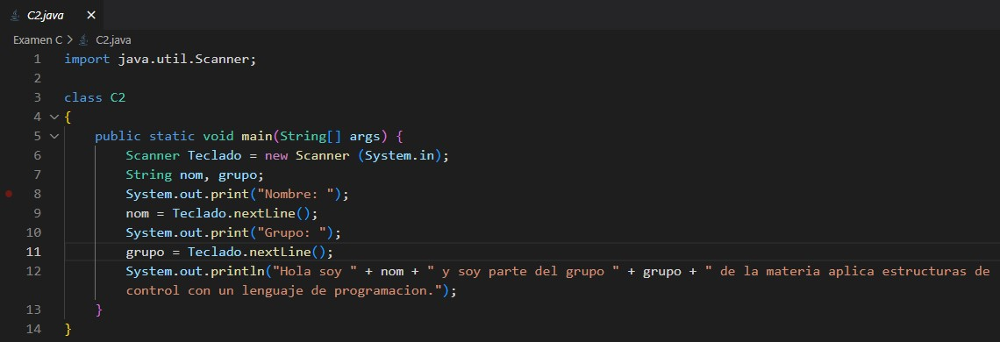 C2.java
Examen C > C2.java
1 import java.util.Scanner;
2
3 class C2
4 {
5 public static void main(String[] args) {
6 Scanner Teclado = new Scanner (System.in);
7 String nom, grupo;
8 System.out.print("Nombre: ");
9 nom = Teclado.nextLine();
10 System.out.print("Grupo: ");
11 grupo = Teclado.nextLine();
12 System.out.println("Hola soy " + nom + " y soy parte del grupo " + grupo + " de la materia aplica estructuras de
control con un lenguaje de programacion.");
13 }
14 }